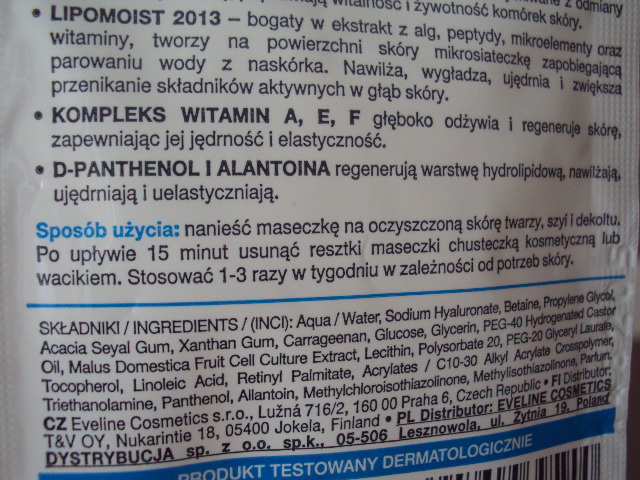 witalność i żywotność komórek skóry.
• LIPOMOIST 2013 – bogaty w ekstrakt z alg, peptydy, mikroelementy oraz
witaminy, tworzy na powierzchni skóry mikrosiateczkę zapobiegającą
parowaniu wody z naskórka. Nawilża, wygładza, ujędrnia i zwiększa
przenikanie składników aktywnych w głąb skóry.
• KOMPLEKS WITAMIN A, E, F głęboko odżywia i regeneruje skórę,
zapewniając jej jędrność i elastyczność.
• D-PANTHENOL I ALANTOINA regenerują warstwę hydrolipidową, nawilżają,
ujędrniają i uelastyczniają.
Sposób użycia: nanieść maseczkę na oczyszczoną skórę twarzy, szyi i dekoltu.
Po upływie 15 minut usunąć resztki maseczki chusteczką kosmetyczną lub
wacikiem. Stosować 1-3 razy w tygodniu w zależności od potrzeb skóry.
SKŁADNIKI / INGREDIENTS / (INCI): Aqua / Water, Sodium Hyaluronate, Betaine, Propylene Glycol,
Acacia Seyal Gum, Xanthan Gum, Carrageenan, Glucose, Glycerin, PEG-40 Hydrogenated Castor
Oil, Malus Domestica Fruit Cell Culture Extract, Lecithin, Polysorbate 20, PEG-20 Glyceryl Laurate,
Tocopherol, Linoleic Acid, Retinyl Palmitate, Acrylates / C10-30 Alkyl Acrylate Crosspolymer,
Triethanolamine, Panthenol, Allantoin, Methylchloroisothiazolinone, Methylisothiazolinone, Parfum.
CZ Eveline Cosmetics s.r.o., Lužná 716/2, 160 00 Praha 6, Czech Republic • FI Distributor:
T&V OY, Nukarintie 18, 05400 Jokela, Finland • PL Distributor: EVELINE COSMETICS
DYSTRYBUCJA sp. z o.o. sp.k., 05-506 Lesznowola, ul. Żytnia 19, Poland
PRODUKT TESTOWANY DERMATOLOGICZNIE